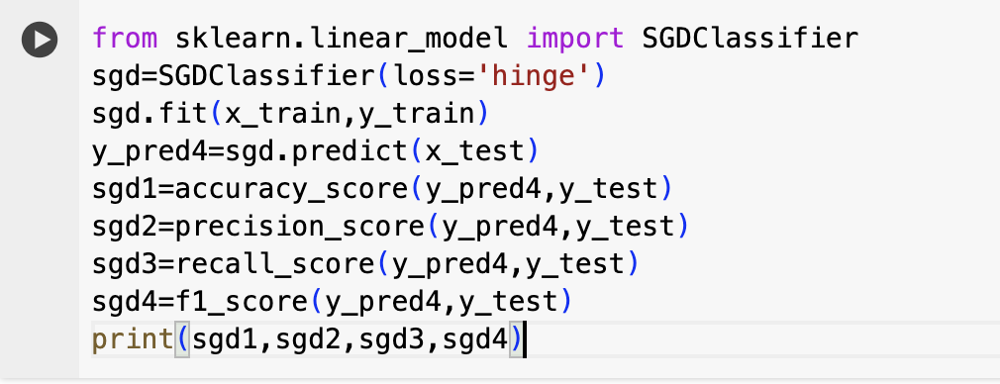 from sklearn.linear_model import SGDClassifier
sgd=SGDClassifier(loss='hinge')
sgd.fit(x_train,y_train)
y_pred4=sgd.predict(x_test)
sgd1=accuracy_score(y_pred4,y_test)
sgd2=precision_score(y_pred4,y_test)
sgd3=recall_score(y_pred4,y_test)
sgd4=f1_score(y_pred4,y_test)
print(sgd1,sgd2,sgd3,sgd4)